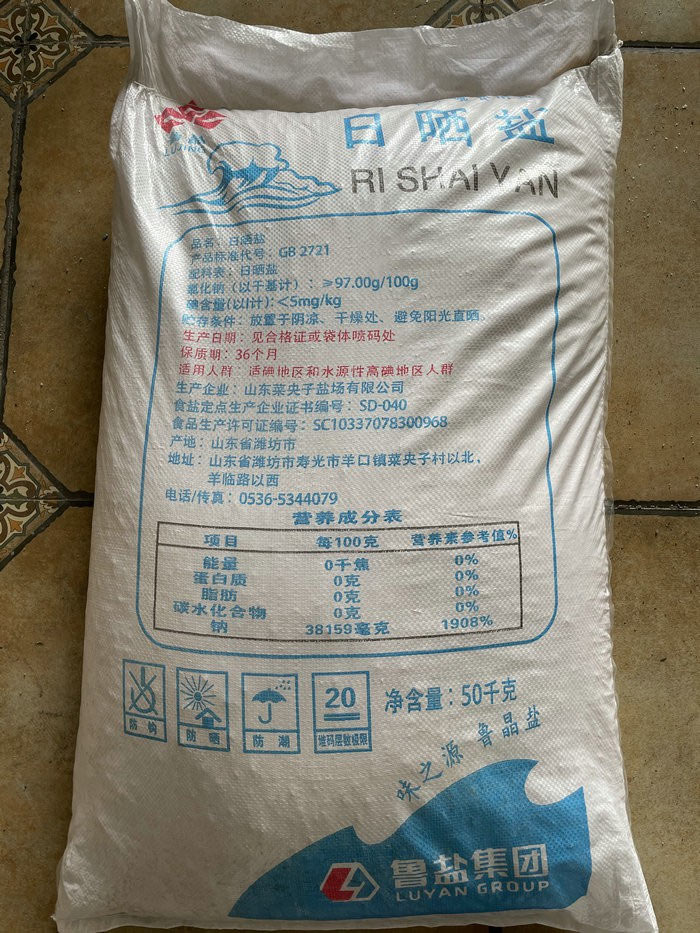 日晒盐
RI SHAI YAN
品名：日晒盐
产品标准代号：GB 2721
配料表：日晒盐
氯化钠（以干基计）：≥97.00g/100g
碘含量(以I计)：<5mg/kg
贮存条件：放置于阴凉、干燥处、避免阳光直晒。
生产日期：见合格证或袋体喷码处
保质期：36个月
适用人群：适碘地区和水源性高碘地区人群
生产企业：山东菜央子盐场有限公司
食盐定点生产企业证书编号：SD-040
食品生产许可证编号：SC10337078300968
产地：山东省潍坊市
地址：山东省潍坊市寿光市羊口镇菜央子村以北，
羊临路以西
电话/传真：0536-5344079
营养成分表
项目 每100克 营养素参考值%
能量 0千焦 0%
蛋白质 0克 0%
脂肪 0克 0%
碳水化合物 0克 0%
钠 38159毫克 1908%
防钩
防晒
防潮
20
堆码层数极限
净含量：50千克
味之源 鲁晶盐
鲁盐集团
LUYAN GROUP